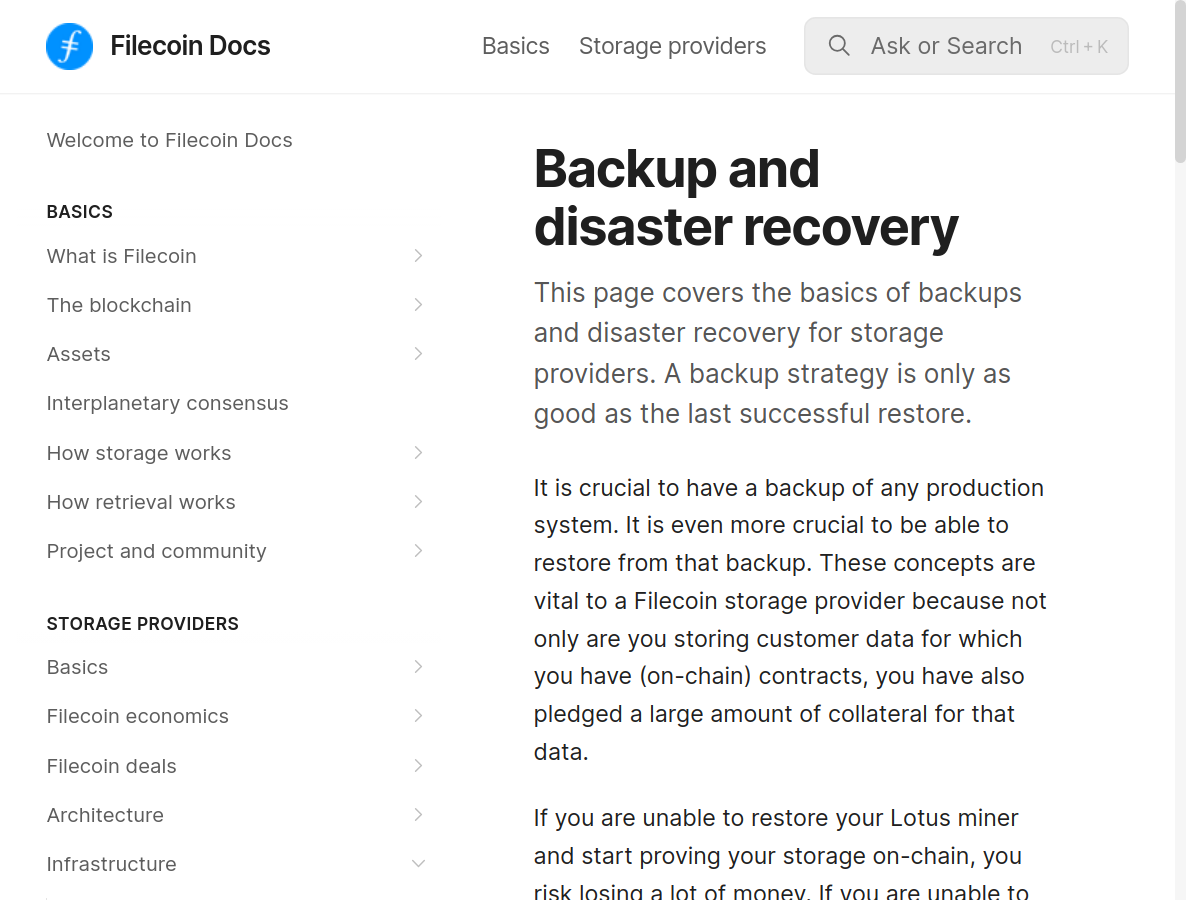 Filecoin Docs
Basics
Storage providers
Ask or Search
Ctrl + K
Welcome to Filecoin Docs
BASICS
What is Filecoin
The blockchain
Assets
Interplanetary consensus
How storage works
How retrieval works
Project and community
STORAGE PROVIDERS
Basics
Filecoin economics
Filecoin deals
Architecture
Infrastructure
Backup and
disaster recovery
This page covers the basics of backups
and disaster recovery for storage
providers. A backup strategy is only as
good as the last successful restore.
It is crucial to have a backup of any production
system. It is even more crucial to be able to
restore from that backup. These concepts are
vital to a Filecoin storage provider because not
only are you storing customer data for which
you have (on-chain) contracts, you have also
pledged a large amount of collateral for that
data.
If you are unable to restore your Lotus miner
and start proving your storage on-chain, you
risk losing a lot of money. If you are unable to